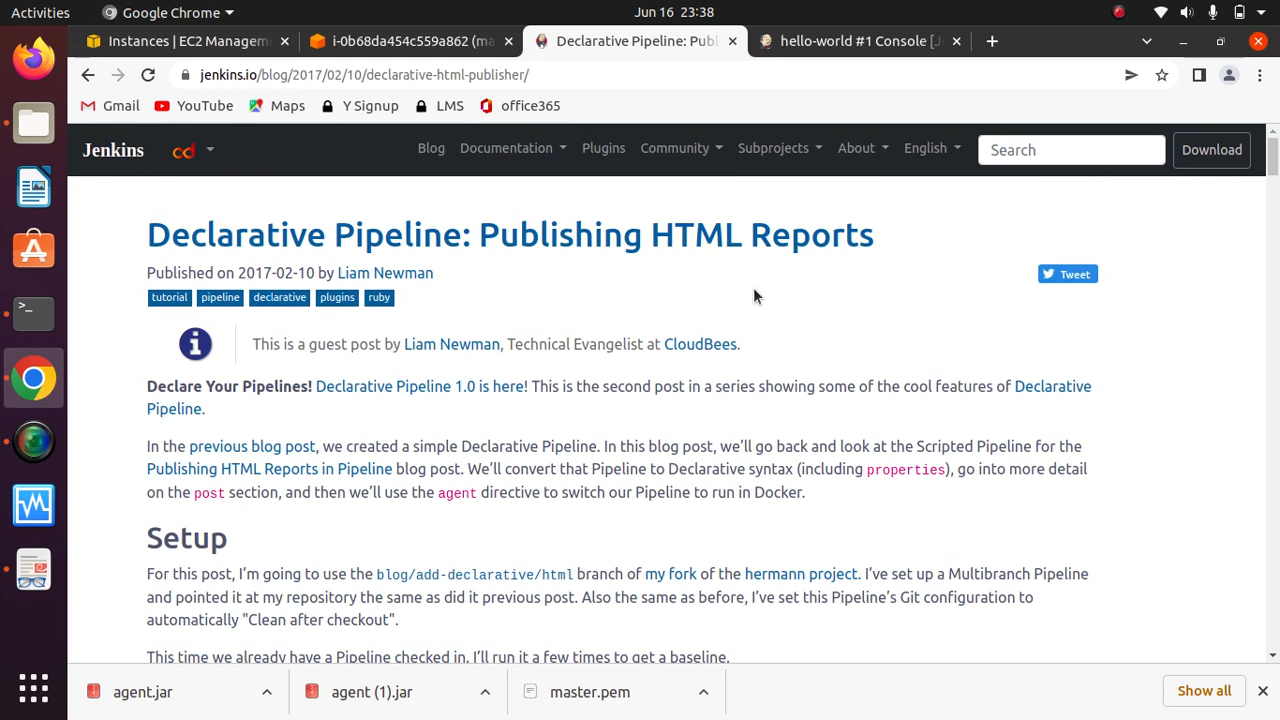 Activities
Google Chrome
Jun 16 23:38
Instances | EC2 Managem
i-0b68da454c559a862 (ma
Declarative Pipeline: Publ
hello-world #1 Console [J
jenkins.io/blog/2017/02/10/declarative-html-publisher/
Gmail
YouTube
Maps
Y Signup
LMS
office365
Jenkins
cd
Blog
Documentation
Plugins
Community
Subprojects
About
English
Search
Download
Declarative Pipeline: Publishing HTML Reports
Published on 2017-02-10 by Liam Newman
Tweet
tutorial pipeline declarative plugins ruby
This is a guest post by Liam Newman, Technical Evangelist at CloudBees.
Declare Your Pipelines! Declarative Pipeline 1.0 is here! This is the second post in a series showing some of the cool features of Declarative
Pipeline.
In the previous blog post, we created a simple Declarative Pipeline. In this blog post, we'll go back and look at the Scripted Pipeline for the
Publishing HTML Reports in Pipeline blog post. We'll convert that Pipeline to Declarative syntax (including properties), go into more detail
on the post section, and then we'll use the agent directive to switch our Pipeline to run in Docker.
Setup
For this post, I'm going to use the blog/add-declarative/html branch of my fork of the hermann project. I've set up a Multibranch Pipeline
and pointed it at my repository the same as did it previous post. Also the same as before, I've set this Pipeline's Git configuration to
automatically "Clean after checkout".
This time we already have a Pipeline checked in. I'll run it a few times to get a baseline.
agent.jar
agent (1).jar
master.pem
Show all